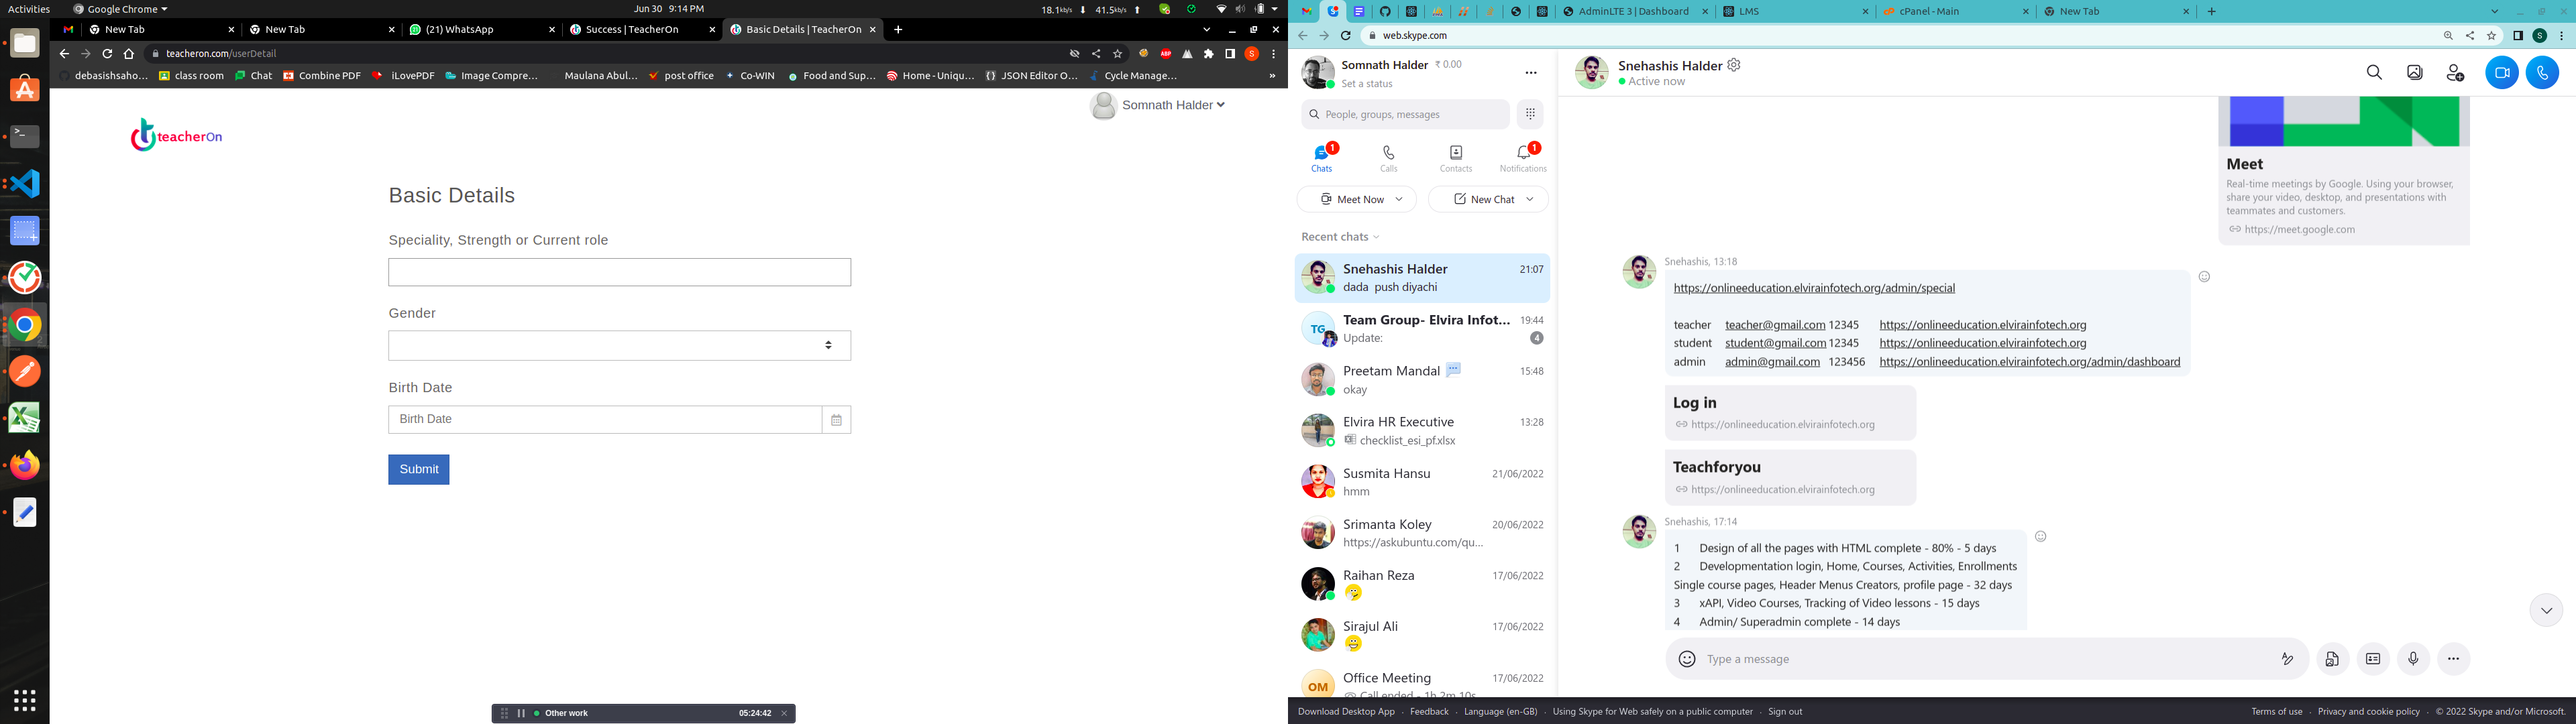 Activities
Google Chrome
Jun 30 9:14 PM
18.1kb/s
41.5kb/s
New Tab
New Tab
(21) WhatsApp
Success | TeacherOn
Basic Details | TeacherOn
teacheron.com/userDetail
debasishsaho…
class room
Chat
Combine PDF
iLovePDF
Image Compre…
Maulana Abul…
post office
Co-WIN
Food and Sup…
Home - Uniqu…
JSON Editor O…
Cycle Manage…
»
Somnath Halder
teacherOn
Basic Details
Speciality, Strength or Current role
Gender
Birth Date
Birth Date
Submit
Other work
05:24:42
AdminLTE 3 | Dashboard
LMS
cPanel - Main
New Tab
web.skype.com
Somnath Halder ₹ 0.00
Set a status
People, groups, messages
Chats 1
Calls
Contacts
Notifications 1
Meet Now
New Chat
Recent chats
Snehashis Halder 21:07
dada push diyachi
TG
Team Group- Elvira Infot… 19:44
Update: 4
Preetam Mandal 15:48
okay
Elvira HR Executive 13:28
checklist_esi_pf.xlsx
Susmita Hansu 21/06/2022
hmm
Srimanta Koley 20/06/2022
https://askubuntu.com/qu…
Raihan Reza 17/06/2022
Sirajul Ali 17/06/2022
OM
Office Meeting 17/06/2022
Call ended - 1h 2m 10s
Snehashis Halder
Active now
Meet
Real-time meetings by Google. Using your browser,
share your video, desktop, and presentations with
teammates and customers.
https://meet.google.com
Snehashis, 13:18
https://onlineeducation.elvirainfotech.org/admin/special
teacher teacher@gmail.com 12345 https://onlineeducation.elvirainfotech.org
student student@gmail.com 12345 https://onlineeducation.elvirainfotech.org
admin admin@gmail.com 123456 https://onlineeducation.elvirainfotech.org/admin/dashboard
Log in
https://onlineeducation.elvirainfotech.org
Teachforyou
https://onlineeducation.elvirainfotech.org
Snehashis, 17:14
1 Design of all the pages with HTML complete - 80% - 5 days
2 Developmentation login, Home, Courses, Activities, Enrollments
Single course pages, Header Menus Creators, profile page - 32 days
3 xAPI, Video Courses, Tracking of Video lessons - 15 days
4 Admin/ Superadmin complete - 14 days
Type a message
Download Desktop App · Feedback · Language (en-GB) · Using Skype for Web safely on a public computer · Sign out
Terms of use · Privacy and cookie policy · © 2022 Skype and/or Microsoft.